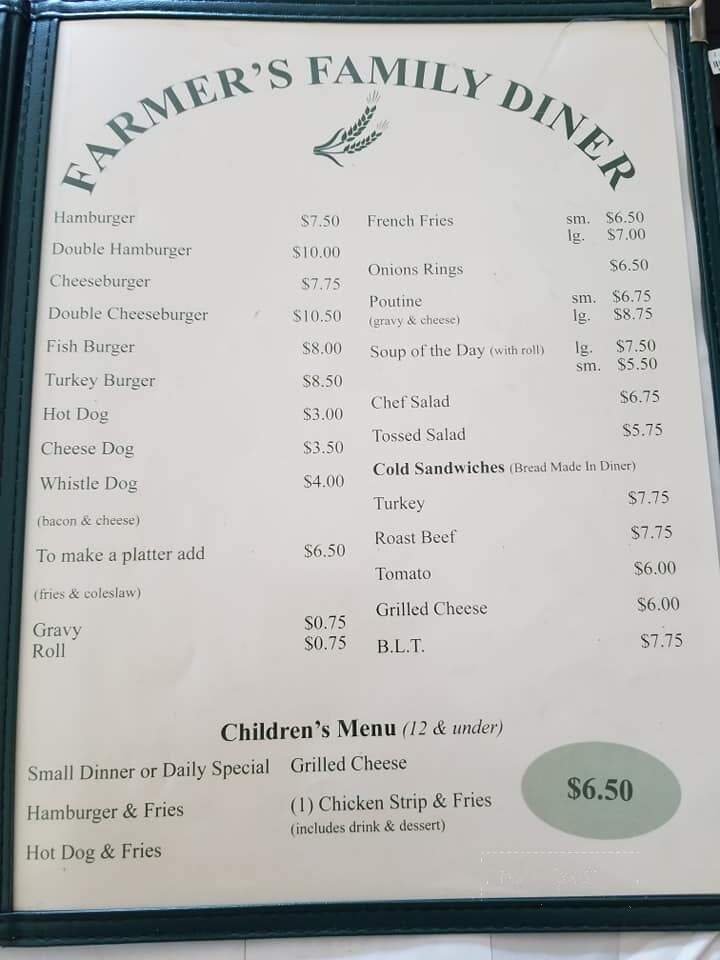 FARMER'S FAMILY DINER
Hamburger $7.50
Double Hamburger $10.00
Cheeseburger $7.75
Double Cheeseburger $10.50
Fish Burger $8.00
Turkey Burger $8.50
Hot Dog $3.00
Cheese Dog $3.50
Whistle Dog $4.00
(bacon & cheese)
To make a platter add $6.50
(fries & coleslaw)
Gravy $0.75
Roll $0.75
French Fries sm. $6.50
lg. $7.00
Onions Rings $6.50
Poutine sm. $6.75
(gravy & cheese) lg. $8.75
Soup of the Day (with roll) lg. $7.50
sm. $5.50
Chef Salad $6.75
Tossed Salad $5.75
Cold Sandwiches (Bread Made In Diner)
Turkey $7.75
Roast Beef $7.75
Tomato $6.00
Grilled Cheese $6.00
B.L.T. $7.75
Children's Menu (12 & under)
Small Dinner or Daily Special
Hamburger & Fries
Hot Dog & Fries
Grilled Cheese
(1) Chicken Strip & Fries
(includes drink & dessert)
$6.50